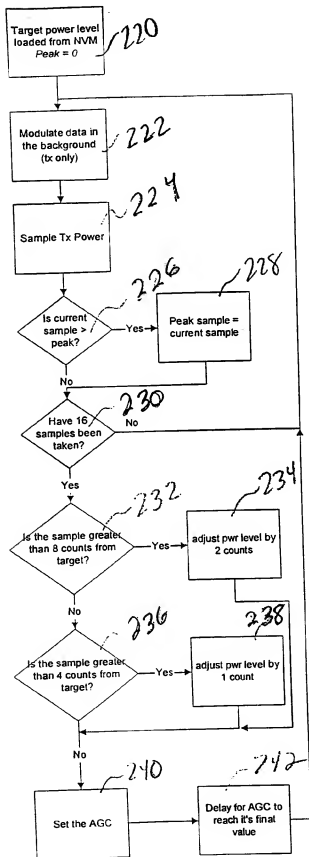 Target power level
loaded from NVM
Peak = 0
220
Modulate data in
the background
(tx only)
222
Sample Tx Power
224
Is current
sample >
peak?
226
Yes
Peak sample =
current sample
228
No
Have 16
samples been
taken?
230
No
Yes
Is the sample greater
than 8 counts from
target?
232
Yes
adjust pwr level by
2 counts
234
No
Is the sample greater
than 4 counts from
target?
236
Yes
adjust pwr level by
1 count
238
No
Set the AGC
240
Delay for AGC to
reach it's final
value
242